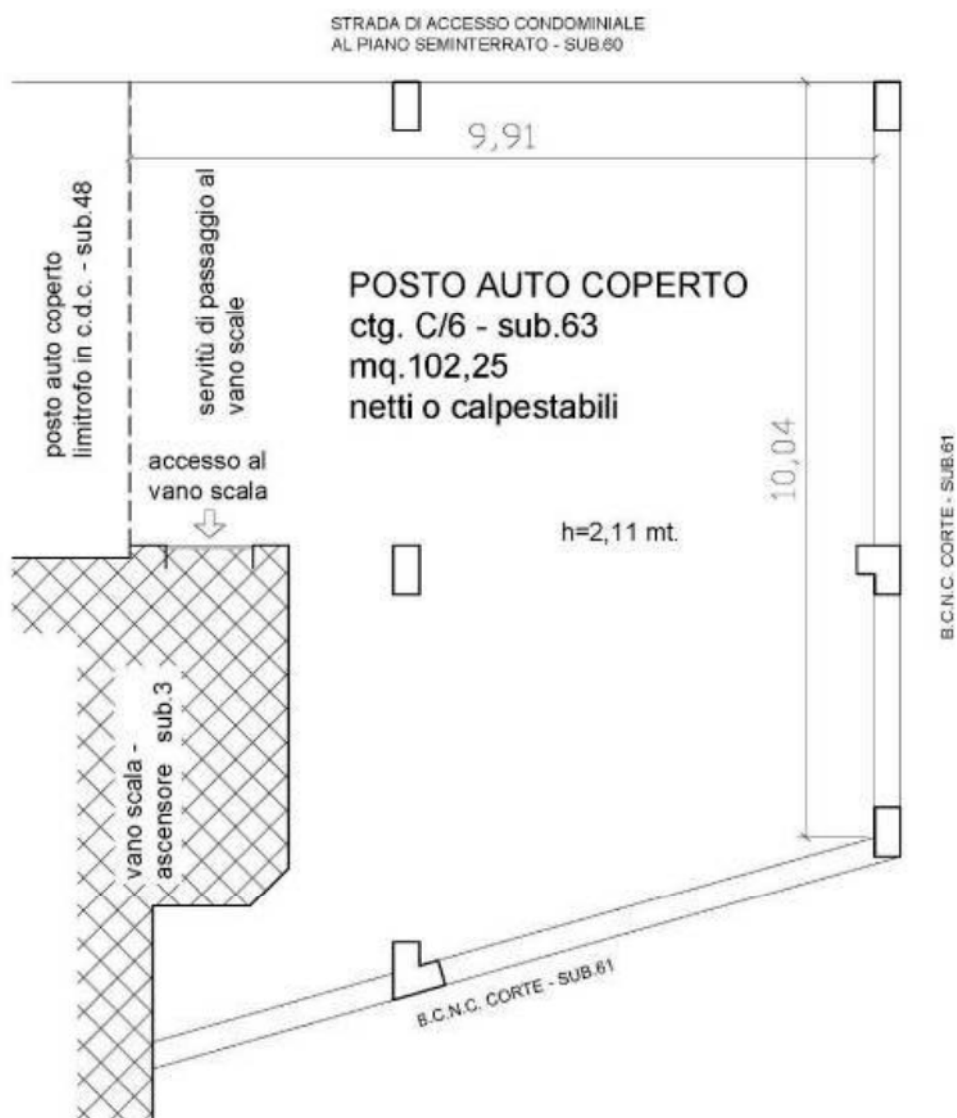 STRADA DI ACCESSO CONDOMINIALE
AL PIANO SEMINTERRATO - SUB.60
9,91
posto auto coperto
limitrofo in c.d.c. - sub.48
servitù di passaggio al
vano scale
POSTO AUTO COPERTO
ctg. C/6 - sub.63
mq.102,25
netti o calpestabili
accesso al
vano scala
10,04
h=2,11 mt.
B.C.N.C. CORTE - SUB.61
vano scala -
ascensore sub.3
B.C.N.C. CORTE - SUB.61